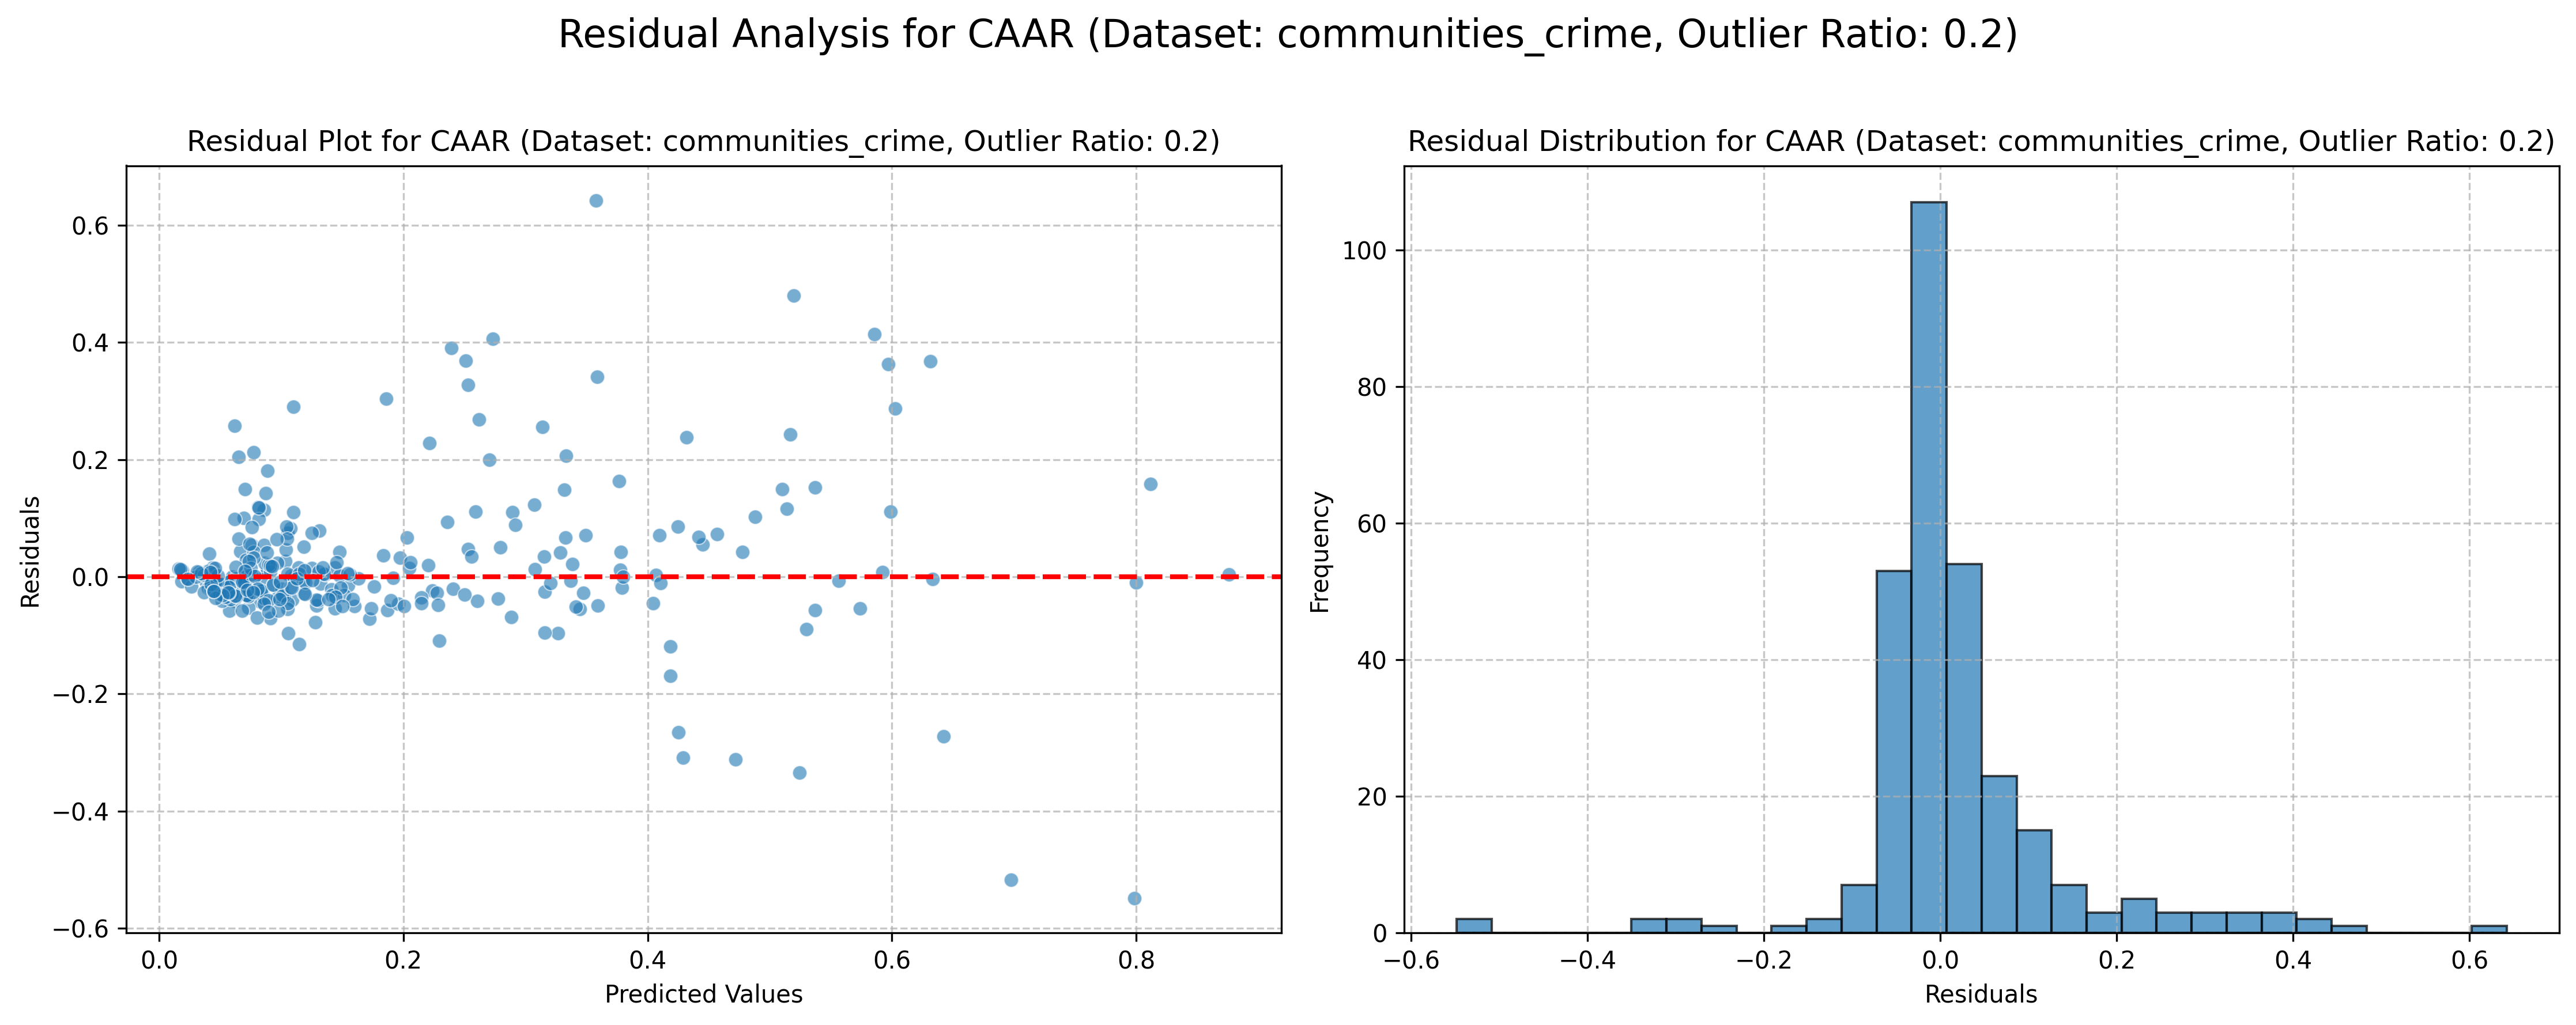 Residual Analysis for CAAR (Dataset: communities_crime, Outlier Ratio: 0.2)
Residual Plot for CAAR (Dataset: communities_crime, Outlier Ratio: 0.2)
0.6
0.4
0.2
0.0
−0.2
−0.4
−0.6
Residuals
0.0 0.2 0.4 0.6 0.8
Predicted Values
Residual Distribution for CAAR (Dataset: communities_crime, Outlier Ratio: 0.2)
100
80
60
40
20
0
Frequency
−0.6 −0.4 −0.2 0.0 0.2 0.4 0.6
Residuals